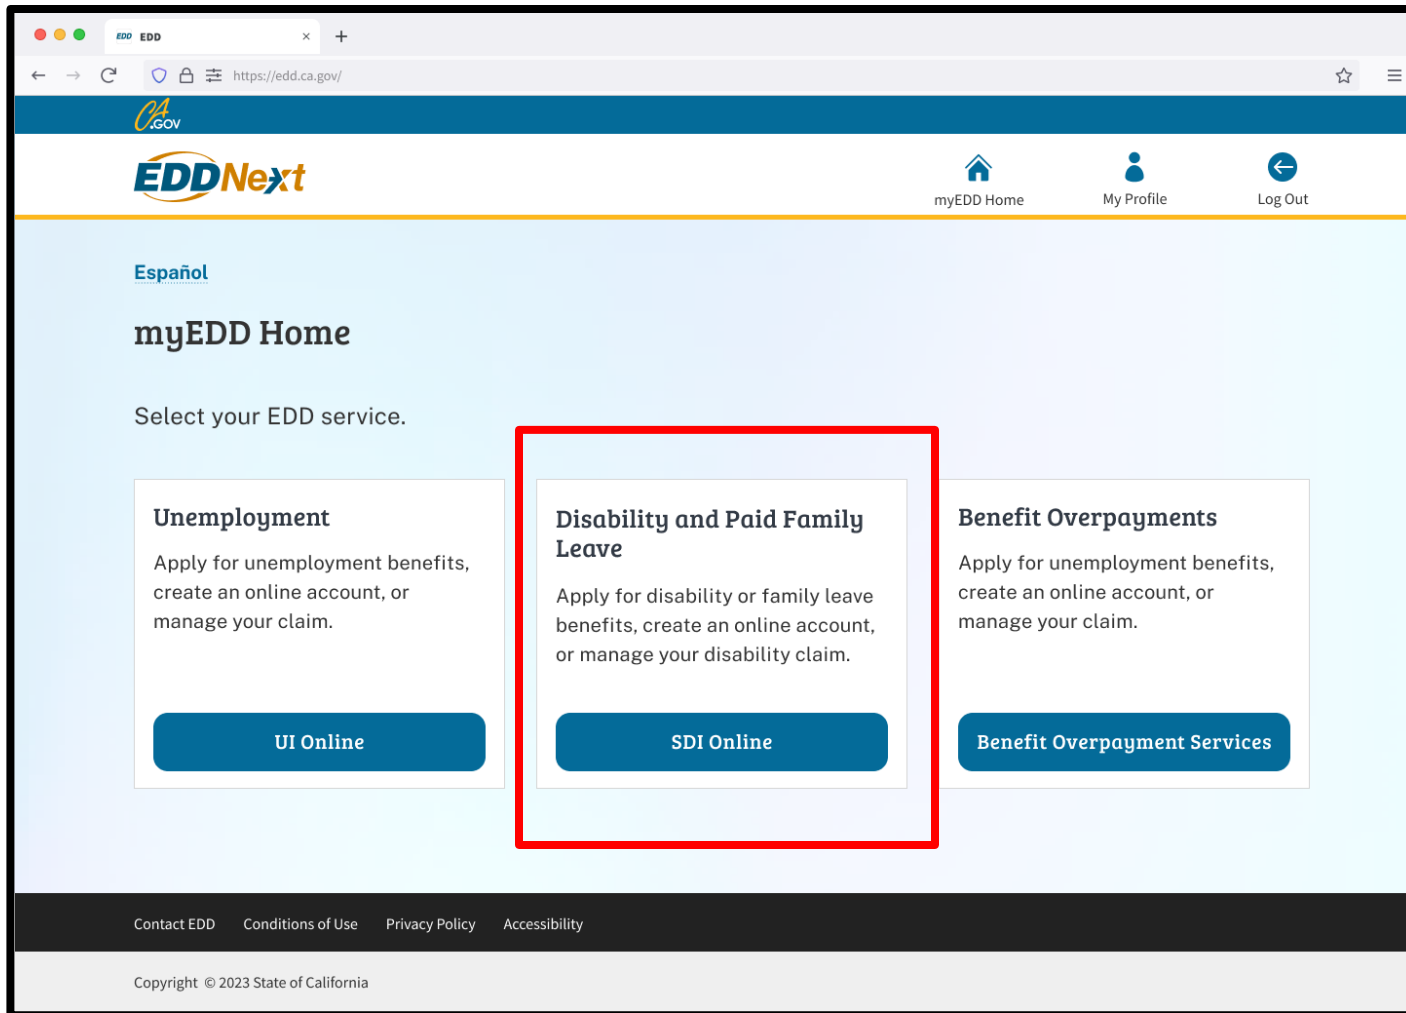 EDD EDD
https://edd.ca.gov/
CA.GOV
EDDNext
myEDD Home
My Profile
Log Out
Español
myEDD Home
Select your EDD service.
Unemployment
Apply for unemployment benefits,
create an online account, or
manage your claim.
UI Online
Disability and Paid Family
Leave
Apply for disability or family leave
benefits, create an online account,
or manage your disability claim.
SDI Online
Benefit Overpayments
Apply for unemployment benefits,
create an online account, or
manage your claim.
Benefit Overpayment Services
Contact EDD Conditions of Use Privacy Policy Accessibility
Copyright © 2023 State of California